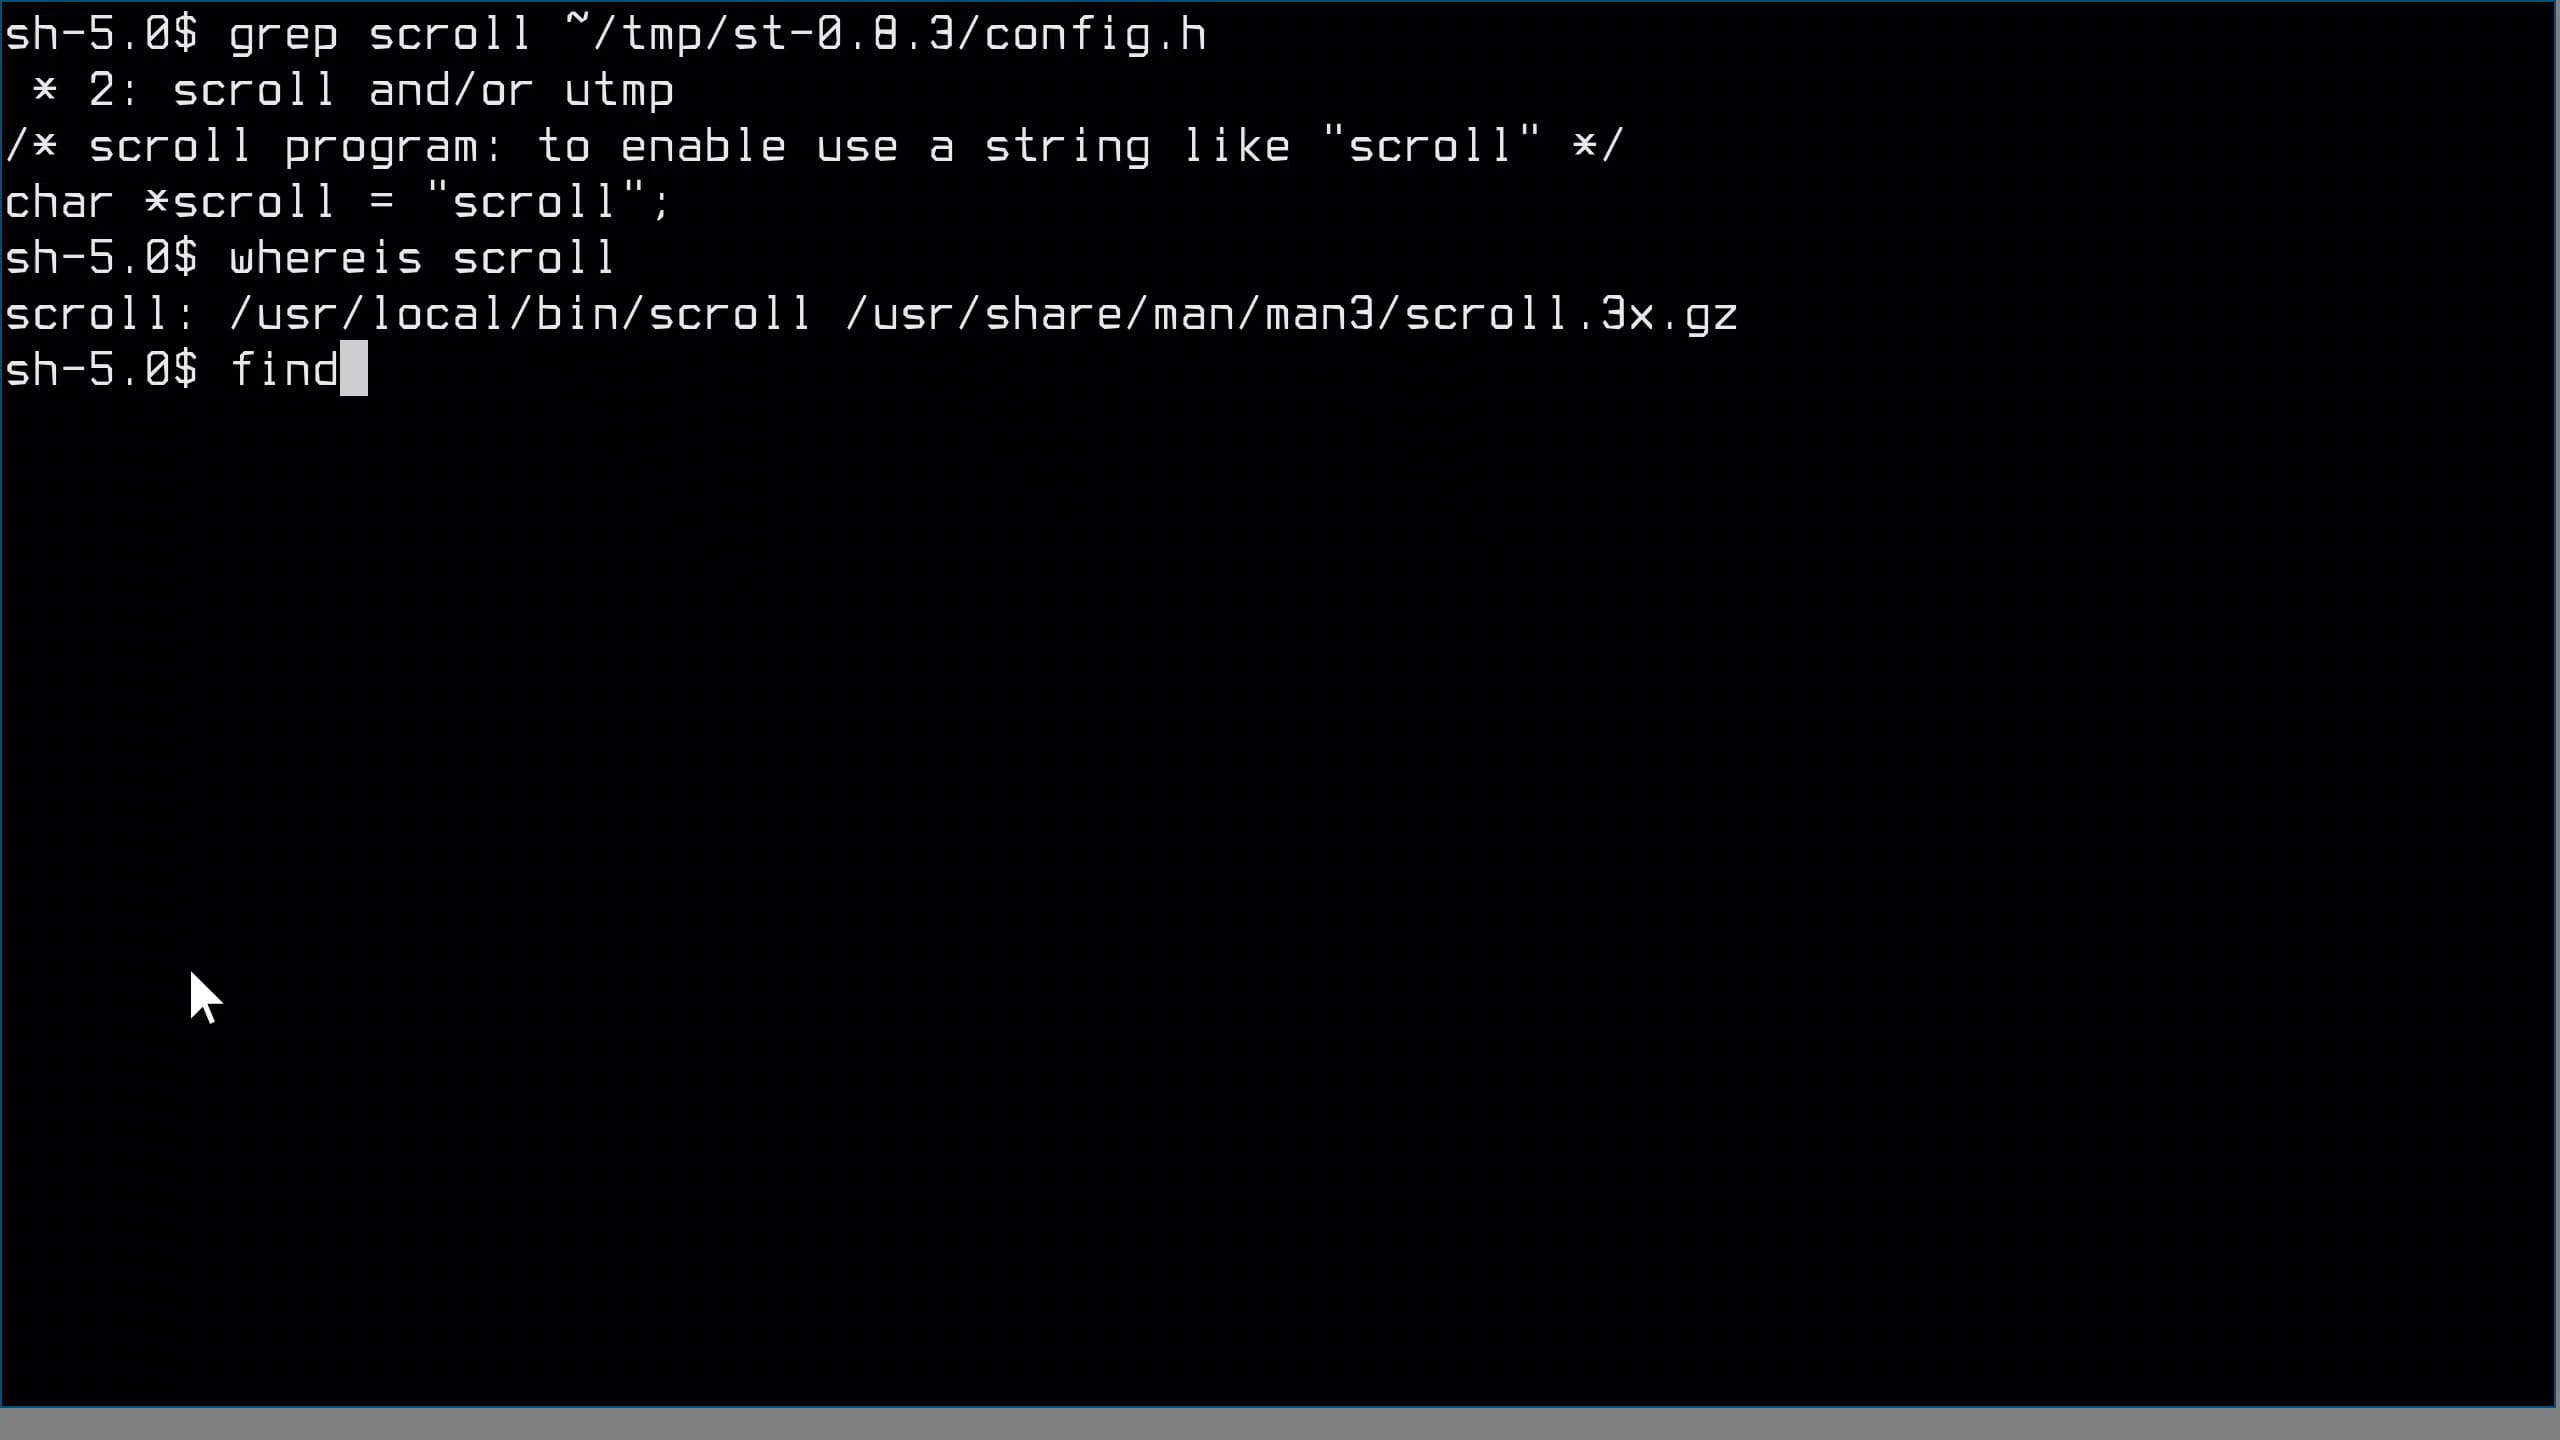 sh-5.0$ grep scroll ~/tmp/st-0.8.3/config.h
 * 2: scroll and/or utmp
/* scroll program: to enable use a string like "scroll" */
char *scroll = "scroll";
sh-5.0$ whereis scroll
scroll: /usr/local/bin/scroll /usr/share/man/man3/scroll.3x.gz
sh-5.0$ find